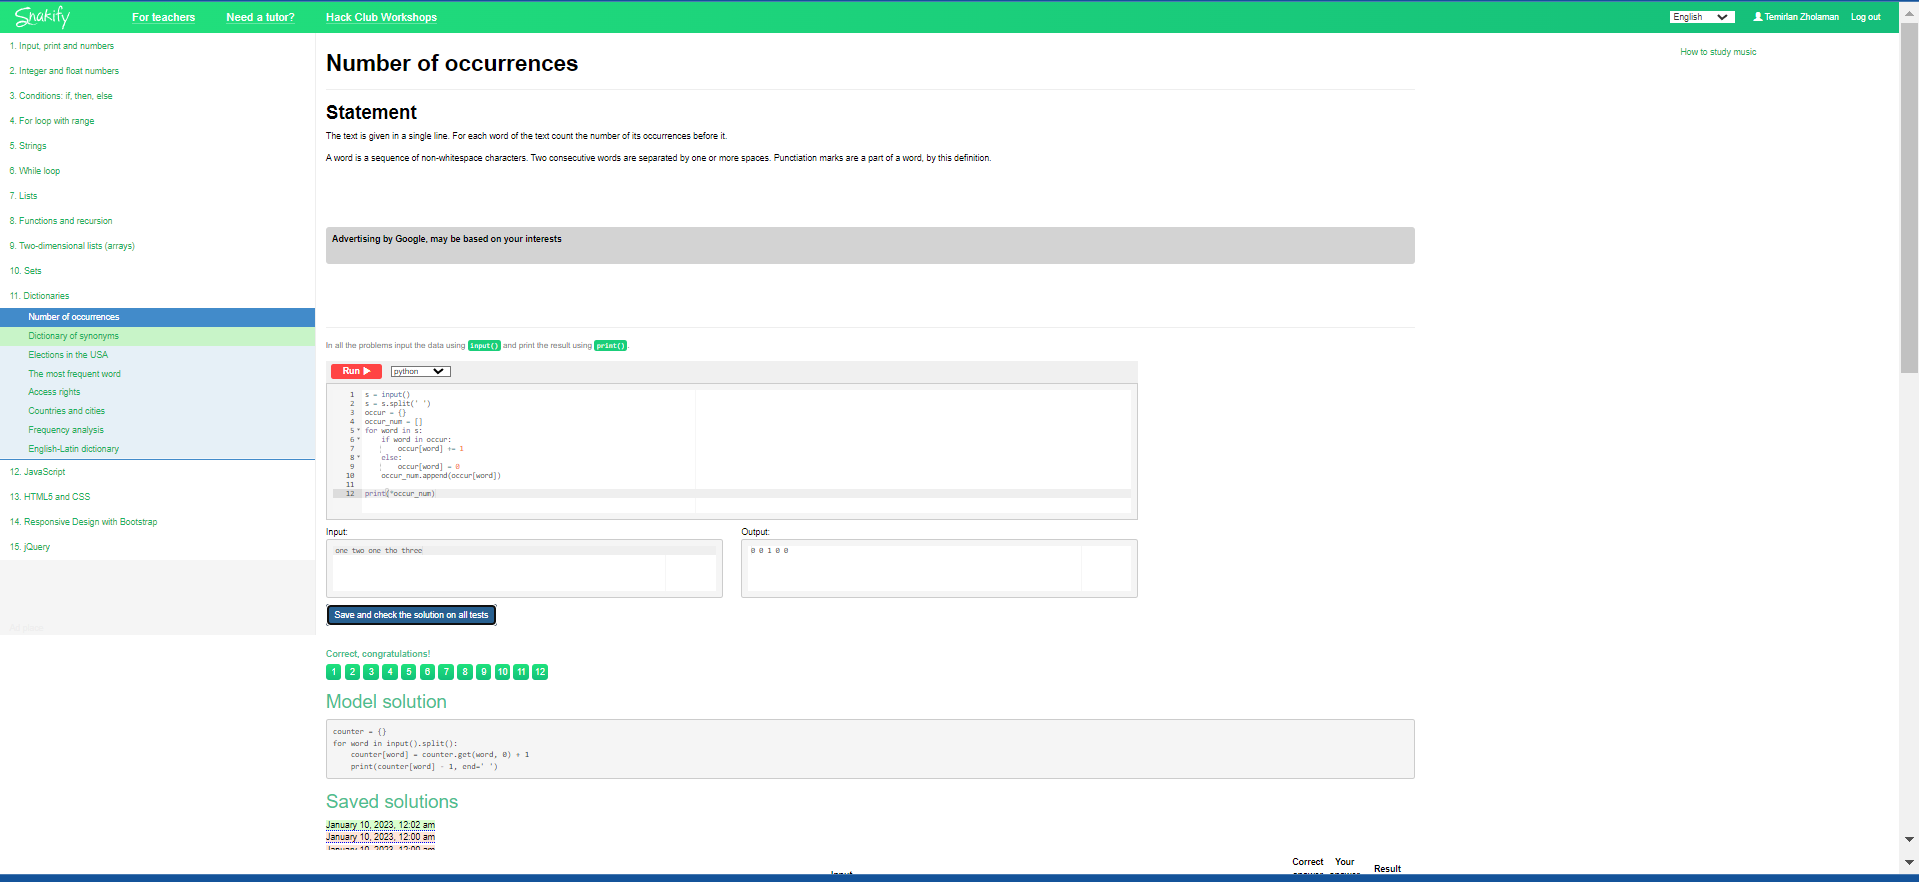 Snakify
For teachers
Need a tutor?
Hack Club Workshops
English
Temirlan Zholaman
Log out
1. Input, print and numbers
2. Integer and float numbers
3. Conditions: if, then, else
4. For loop with range
5. Strings
6. While loop
7. Lists
8. Functions and recursion
9. Two-dimensional lists (arrays)
10. Sets
11. Dictionaries
Number of occurrences
Dictionary of synonyms
Elections in the USA
The most frequent word
Access rights
Countries and cities
Frequency analysis
English-Latin dictionary
12. JavaScript
13. HTML5 and CSS
14. Responsive Design with Bootstrap
15. jQuery
How to study music
Number of occurrences
Statement
The text is given in a single line. For each word of the text count the number of its occurrences before it.
A word is a sequence of non-whitespace characters. Two consecutive words are separated by one or more spaces. Punctiation marks are a part of a word, by this definition.
Advertising by Google, may be based on your interests
In all the problems input the data using input() and print the result using print()
Run
python
1 s = input()
2 s = s.split(' ')
3 occur = {}
4 occur_num = []
5 for word in s:
6 if word in occur:
7 occur[word] += 1
8 else:
9 occur[word] = 0
10 occur_num.append(occur[word])
11
12 print(*occur_num)
Input:
one two one tho three
Output:
0 0 1 0 0
Save and check the solution on all tests
Correct, congratulations!
1 2 3 4 5 6 7 8 9 10 11 12
Model solution
counter = {}
for word in input().split():
counter[word] = counter.get(word, 0) + 1
print(counter[word] - 1, end=' ')
Saved solutions
January 10, 2023, 12:02 am
January 10, 2023, 12:00 am
January 10, 2023, 12:00 am
Correct
Your
Result
Input
answer
answer